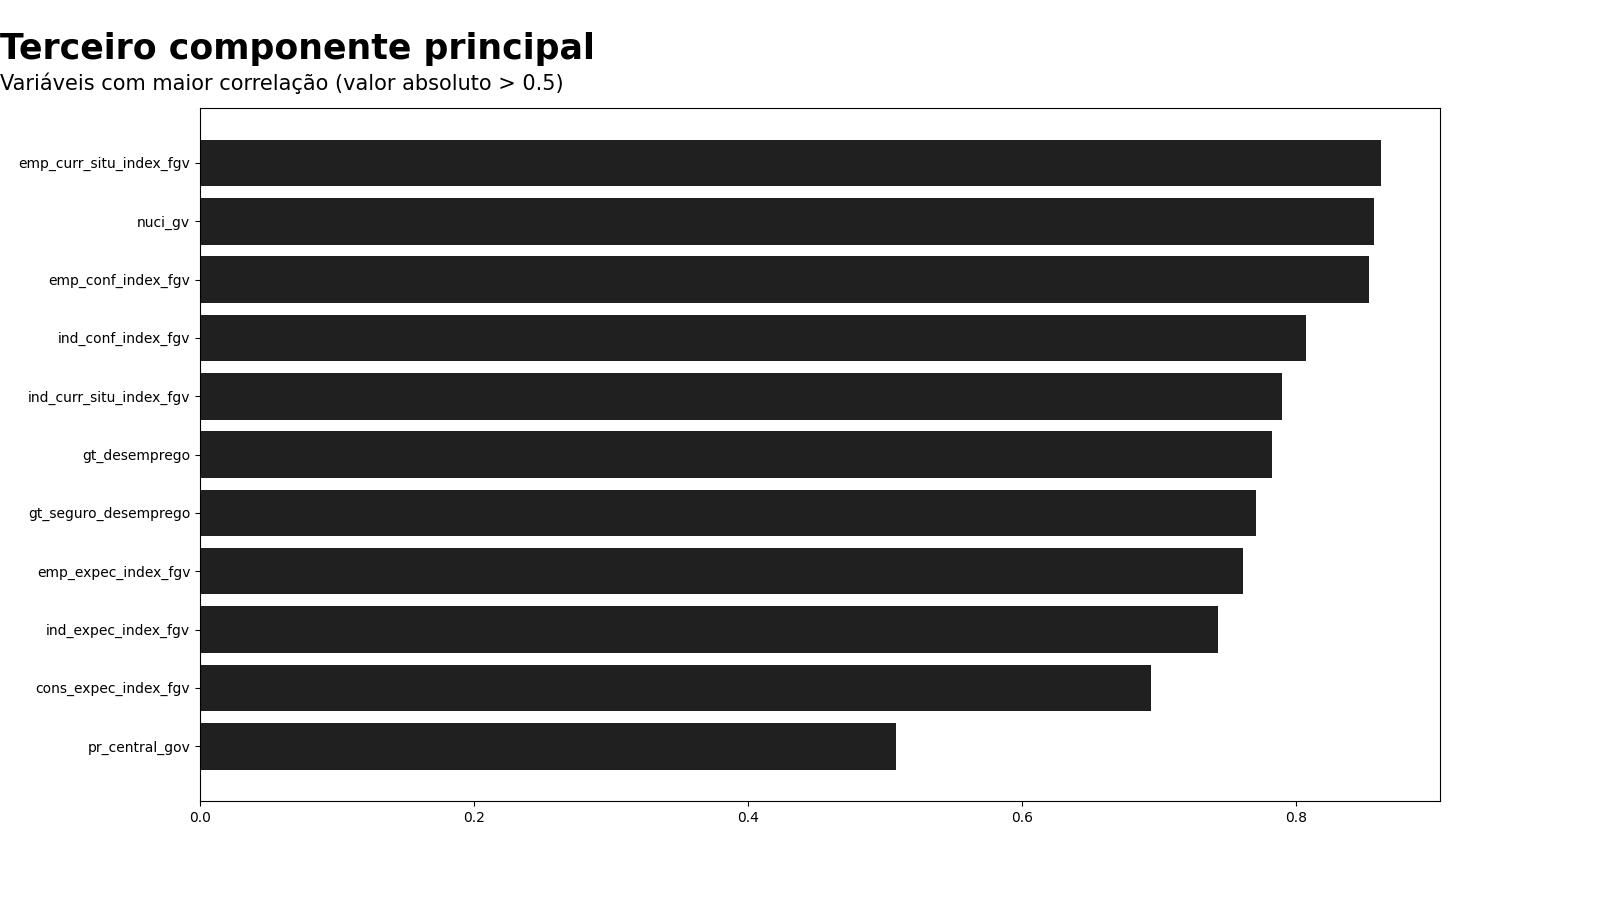 Terceiro componente principal
Variáveis com maior correlação (valor absoluto > 0.5)
emp_curr_situ_index_fgv
nuci_gv
emp_conf_index_fgv
ind_conf_index_fgv
ind_curr_situ_index_fgv
gt_desemprego
gt_seguro_desemprego
emp_expec_index_fgv
ind_expec_index_fgv
cons_expec_index_fgv
pr_central_gov
0.0 0.2 0.4 0.6 0.8